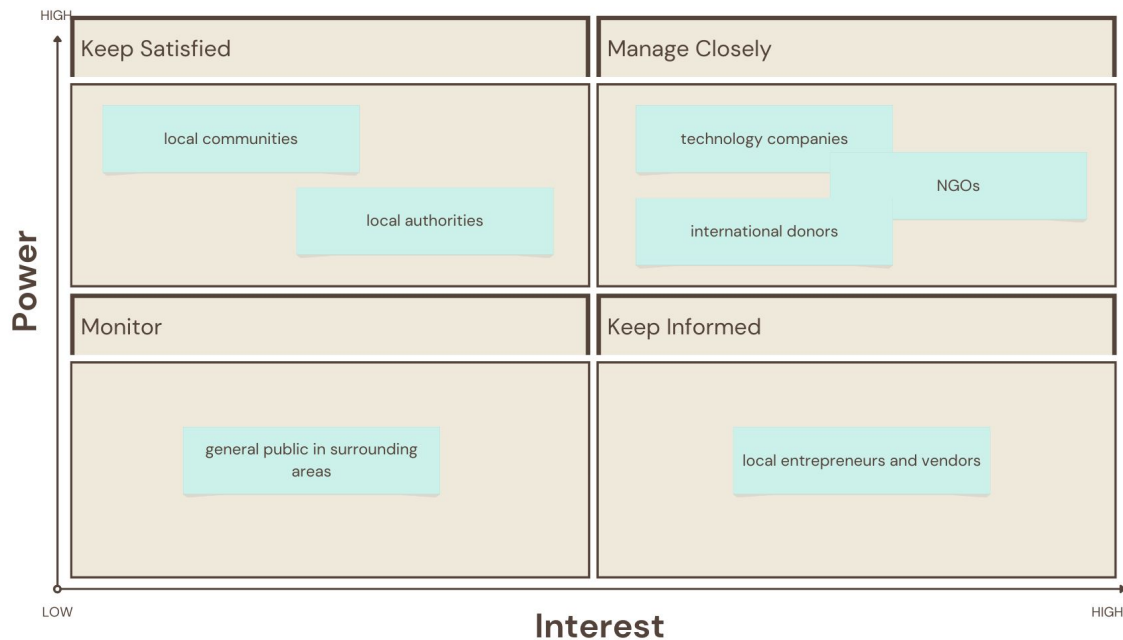 HIGH
Keep Satisfied
Manage Closely
local communities
technology companies
NGOs
local authorities
international donors
Power
Monitor
Keep Informed
general public in surrounding
areas
local entrepreneurs and vendors
LOW
HIGH
Interest